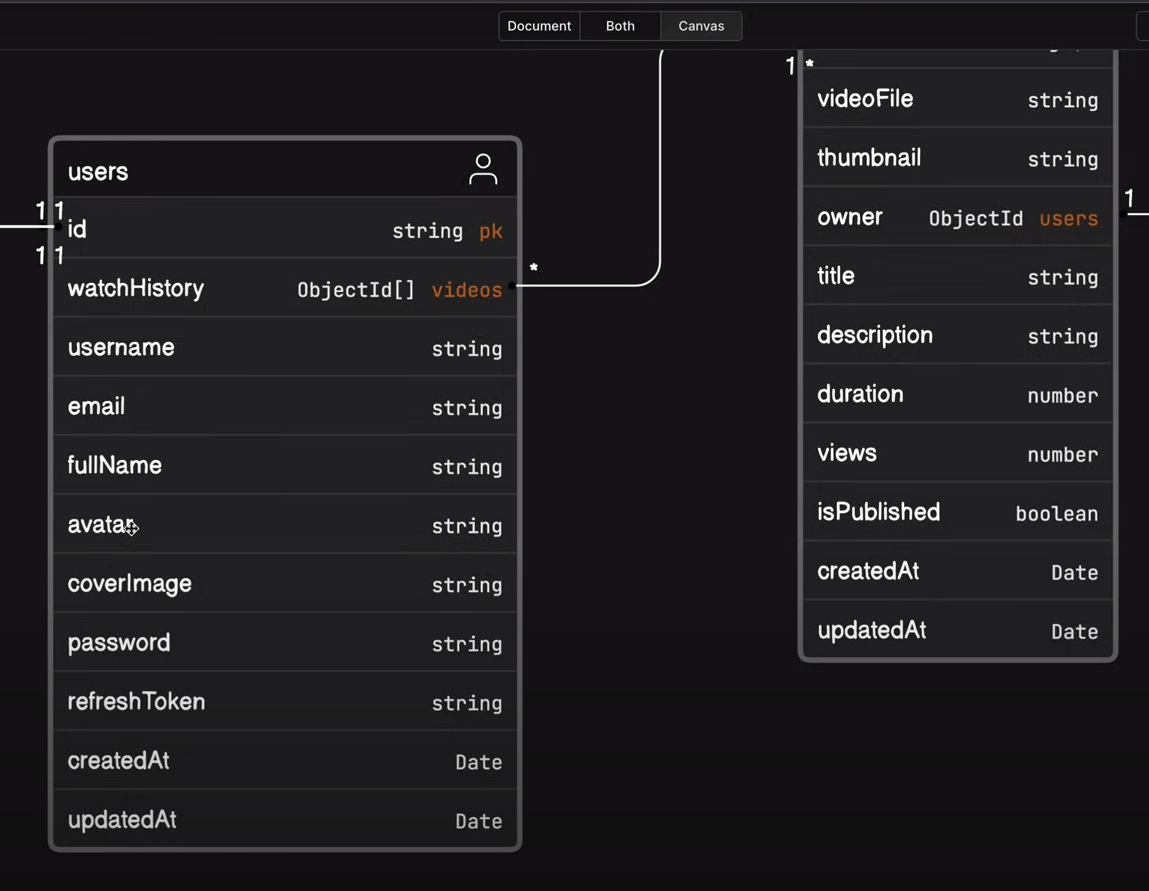 Document Both Canvas
users
1 1
id string pk
1 1
watchHistory ObjectId[] videos
*
username string
email string
fullName string
avatar string
coverImage string
password string
refreshToken string
createdAt Date
updatedAt Date
1 *
videoFile string
thumbnail string
owner ObjectId users
1
title string
description string
duration number
views number
isPublished boolean
createdAt Date
updatedAt Date